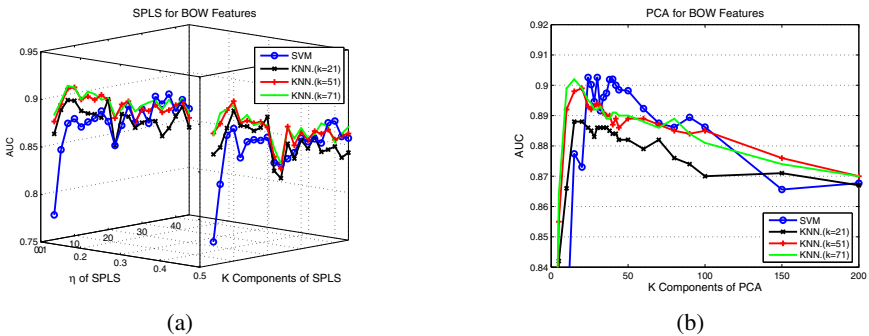 SPLS for BOW Features
0.95
0.9
0.85
0.8
0.75
AUC
SVM
KNN.(k=21)
KNN.(k=51)
KNN.(k=71)
0 0.1 0.2 0.3 0.4 0.5
1 10 20 30 40
η of SPLS
K Components of SPLS
(a)
PCA for BOW Features
0.92
0.91
0.9
0.89
0.88
0.87
0.86
0.85
0.84
AUC
SVM
KNN.(k=21)
KNN.(k=51)
KNN.(k=71)
0 50 100 150 200
K Components of PCA
(b)